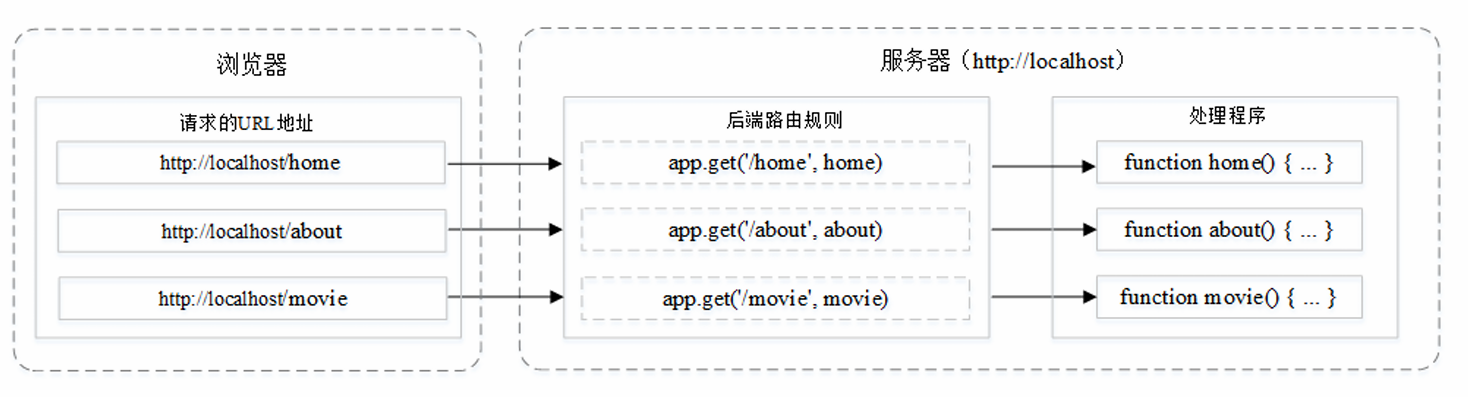 浏览器
服务器（http://localhost）
请求的URL地址
http://localhost/home
http://localhost/about
http://localhost/movie
后端路由规则
app.get('/home', home)
app.get('/about', about)
app.get('/movie', movie)
处理程序
function home() { ... }
function about() { ... }
function movie() { ... }